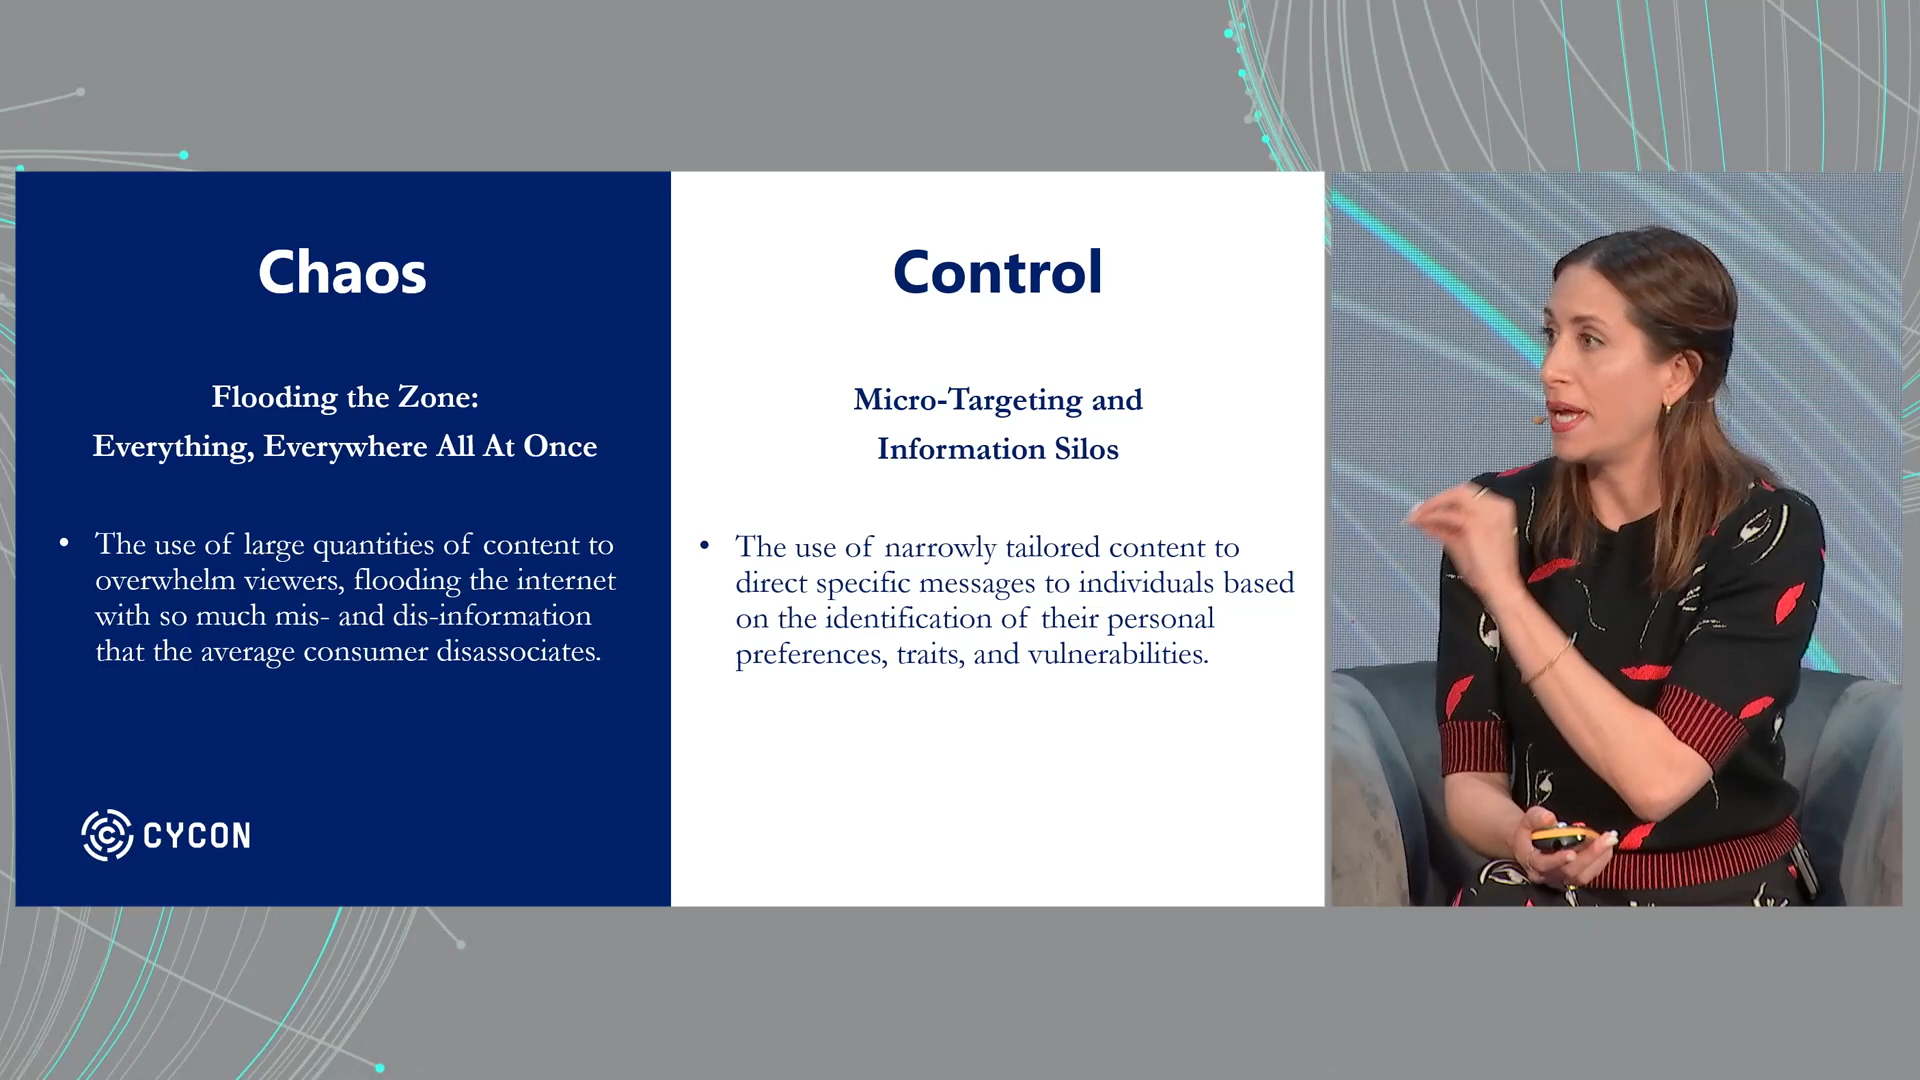 Chaos
Flooding the Zone:
Everything, Everywhere All At Once
• The use of large quantities of content to
overwhelm viewers, flooding the internet
with so much mis- and dis-information
that the average consumer disassociates.
CYCON
Control
Micro-Targeting and
Information Silos
• The use of narrowly tailored content to
direct specific messages to individuals based
on the identification of their personal
preferences, traits, and vulnerabilities.